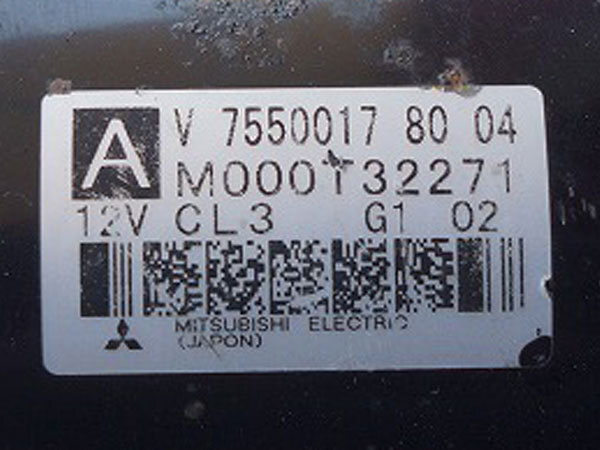 A V 7550017 80 04
M000T32271
12V CL3 G1 02
MITSUBISHI ELECTRIC
(JAPON)